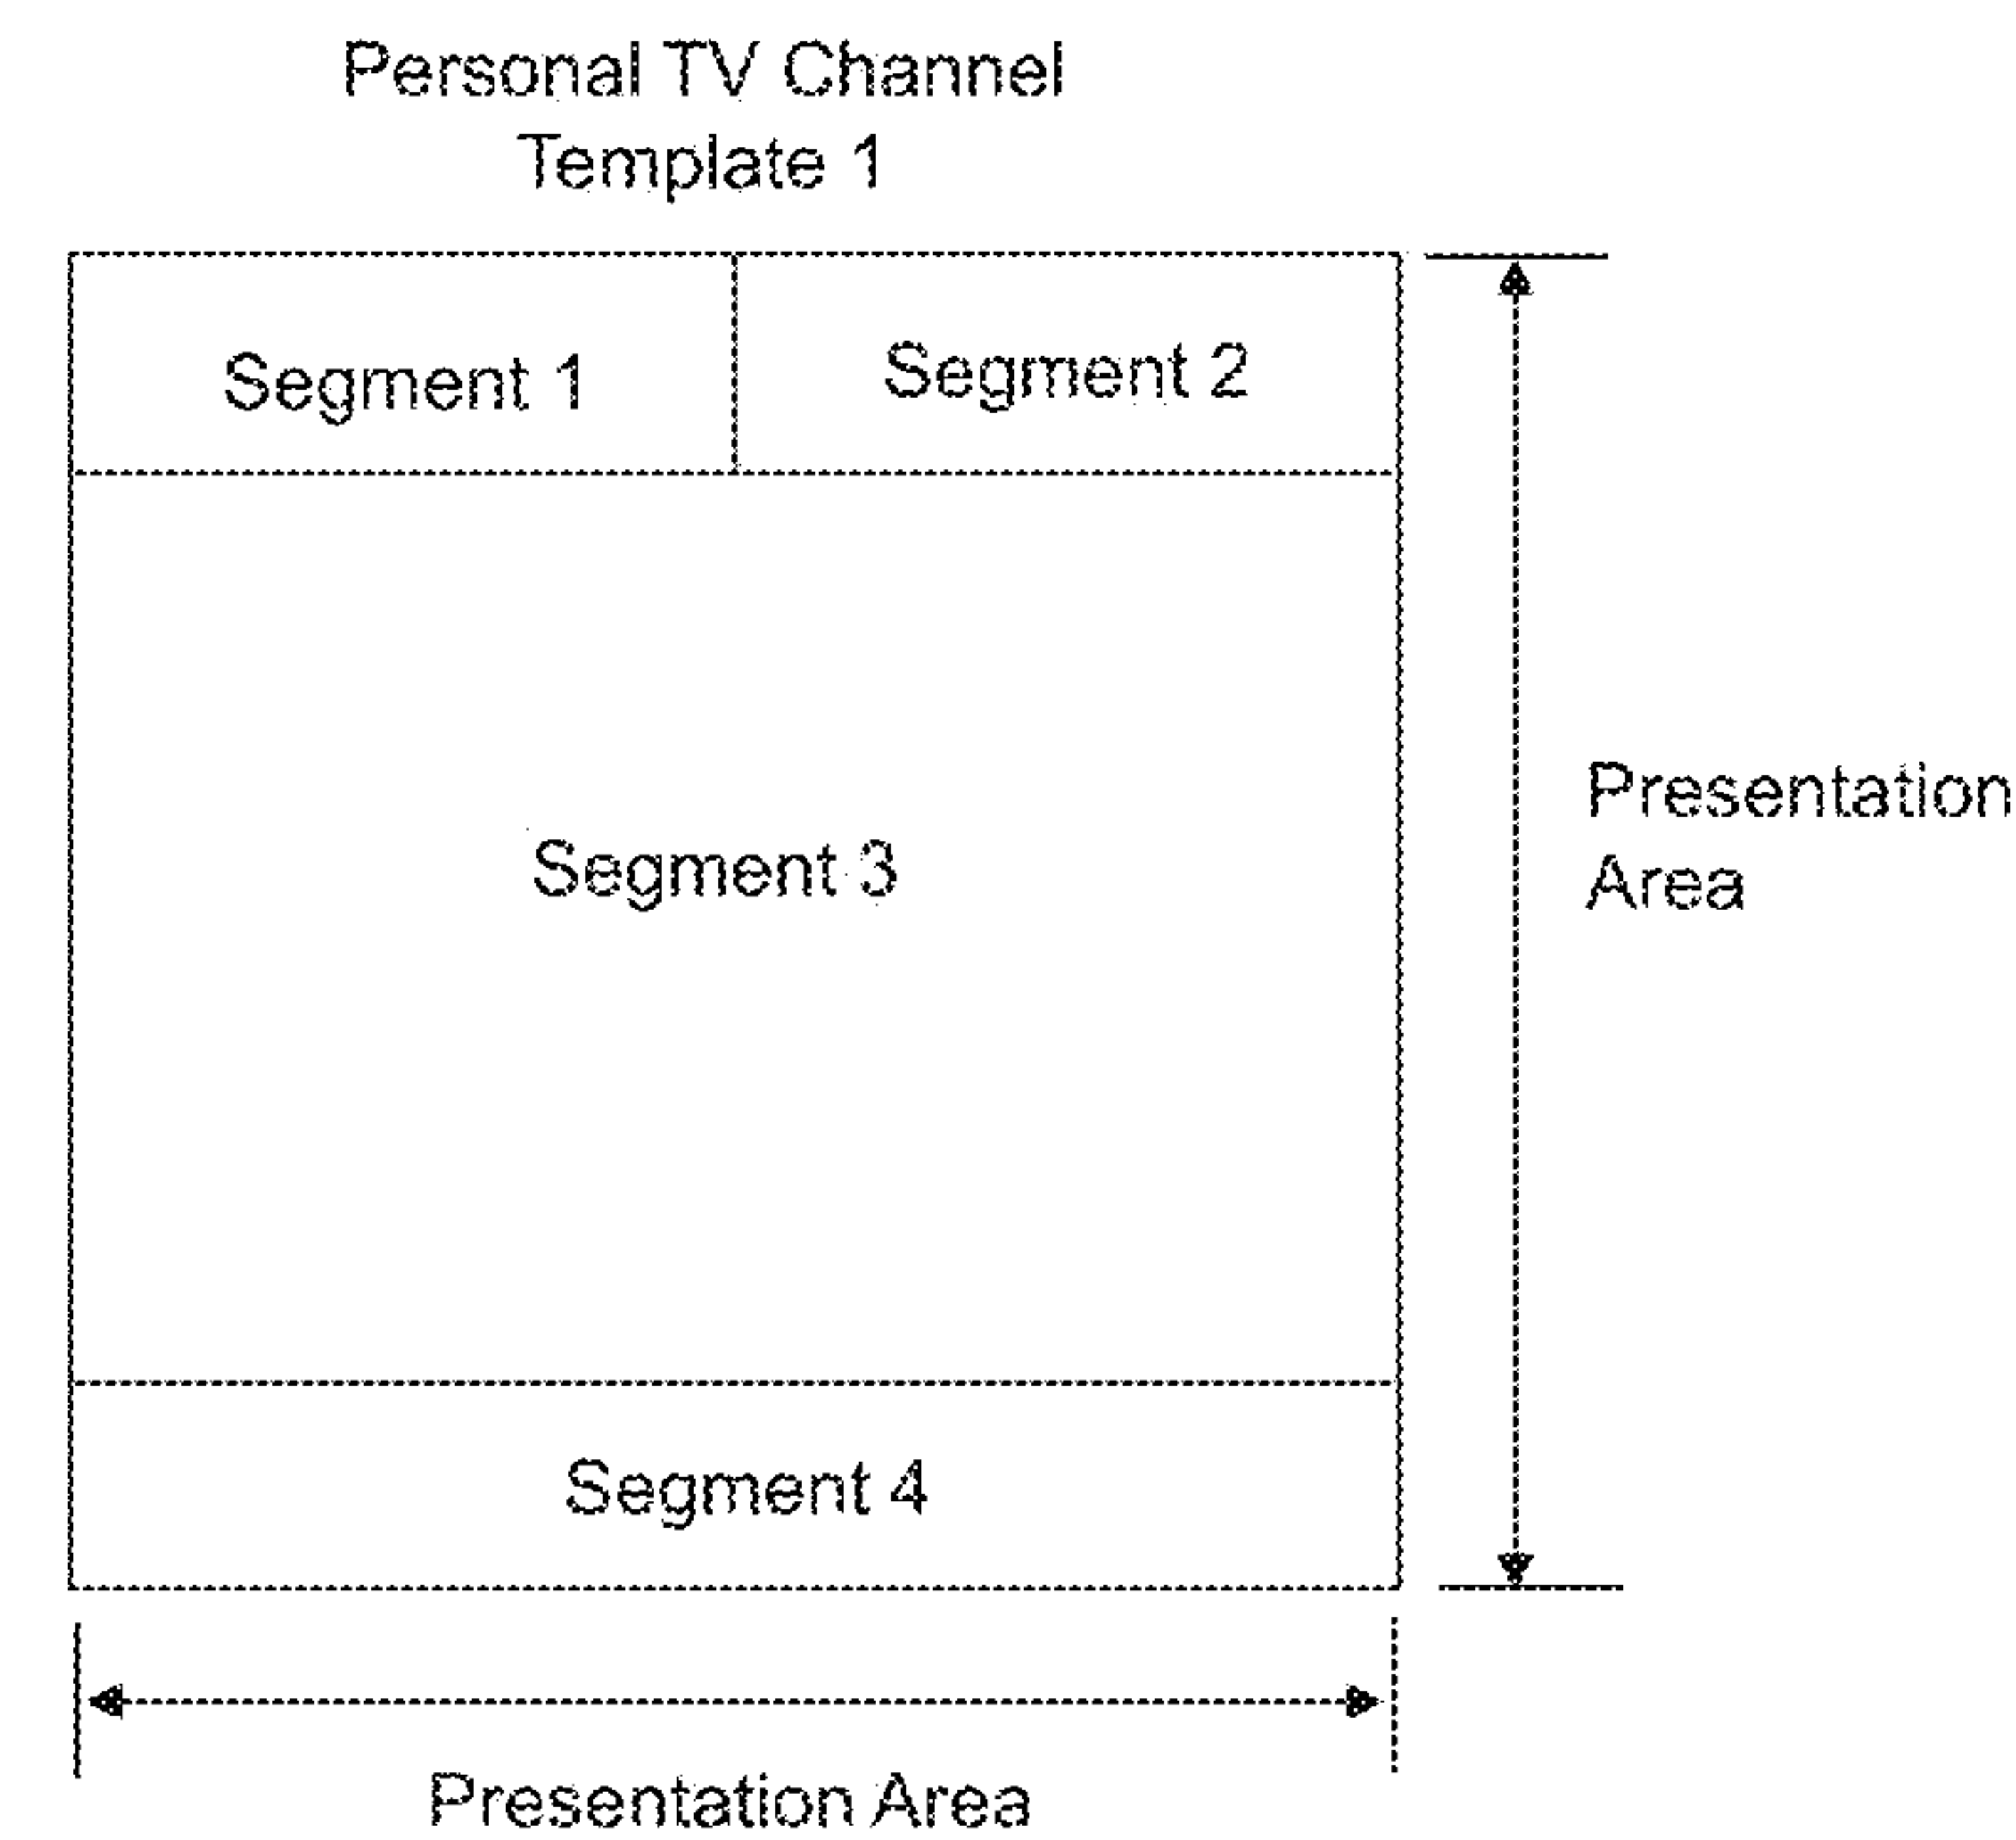 Personal TV Channel
Template 1
Segment 1
Segment 2
Segment 3
Presentation
Area
Segment 4
Presentation Area